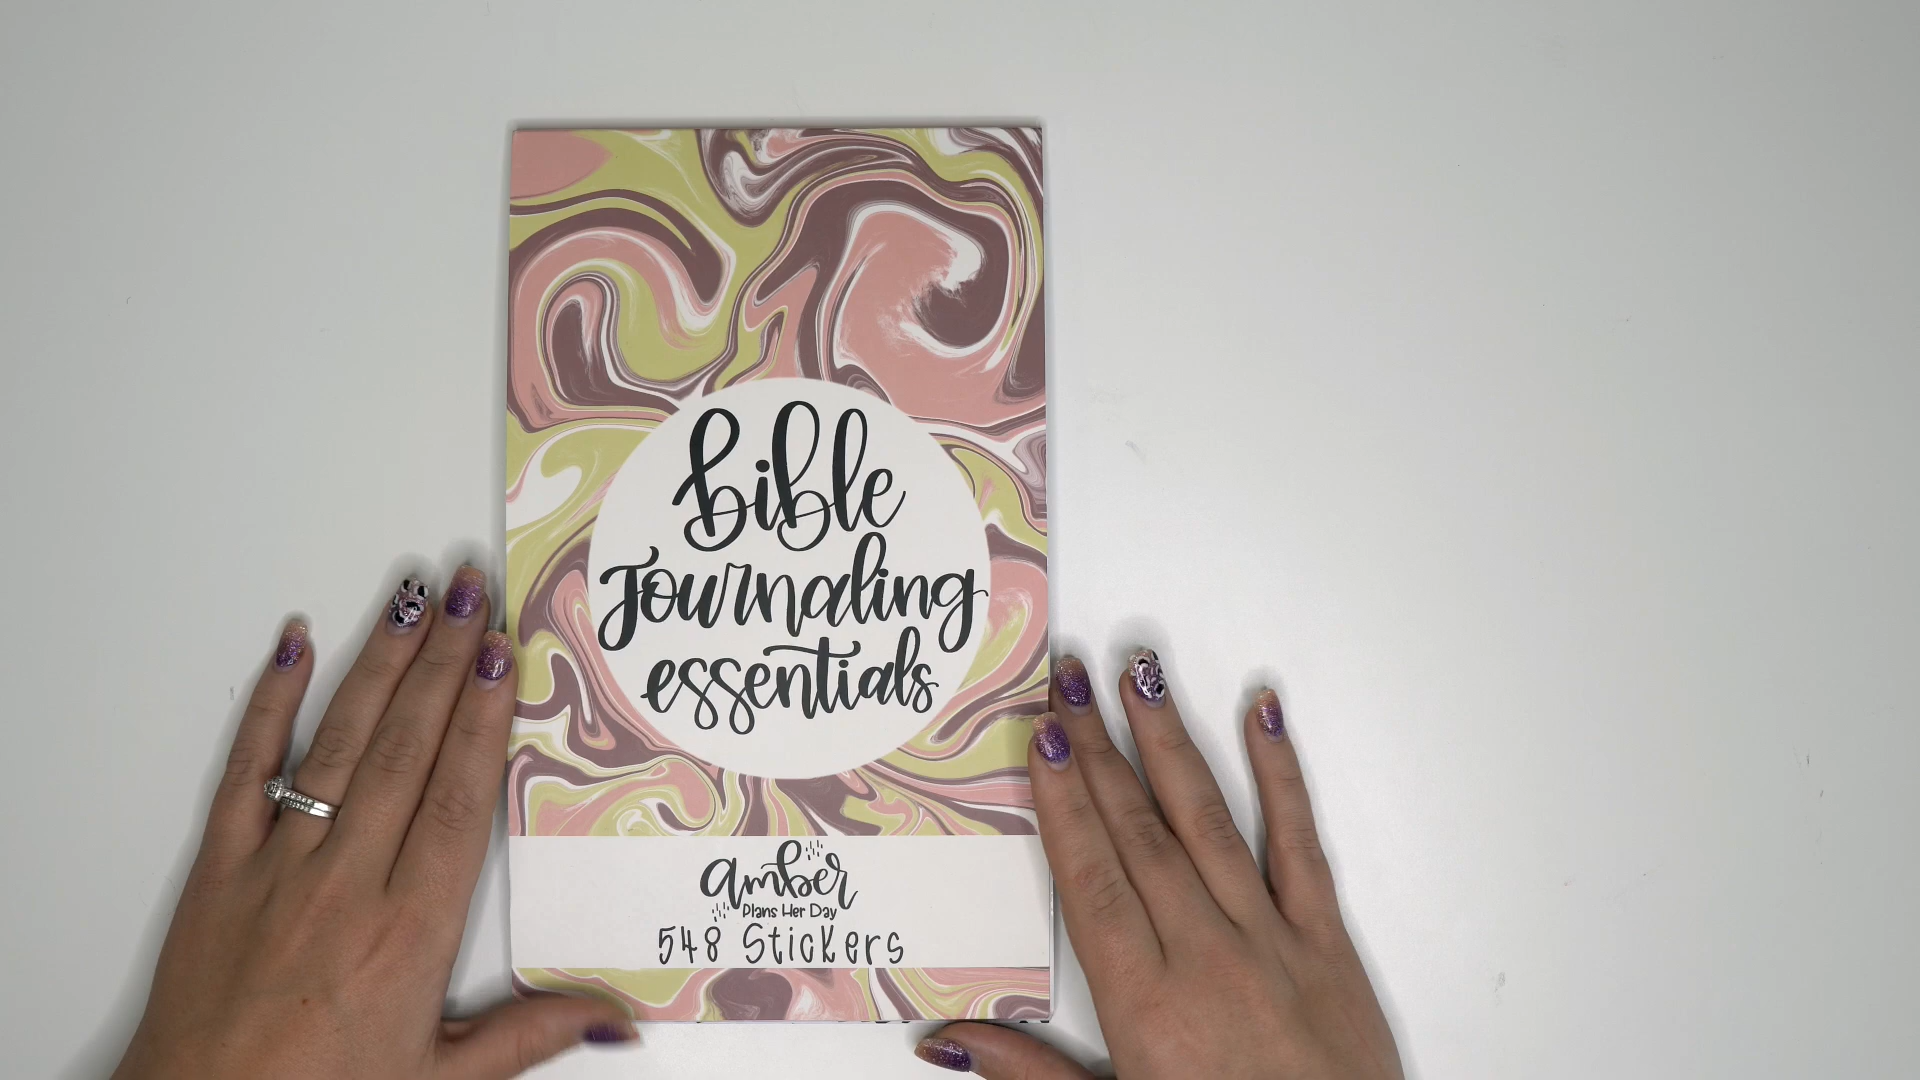 bible
Journaling
essentials
amber
Plans Her Day
548 Stickers